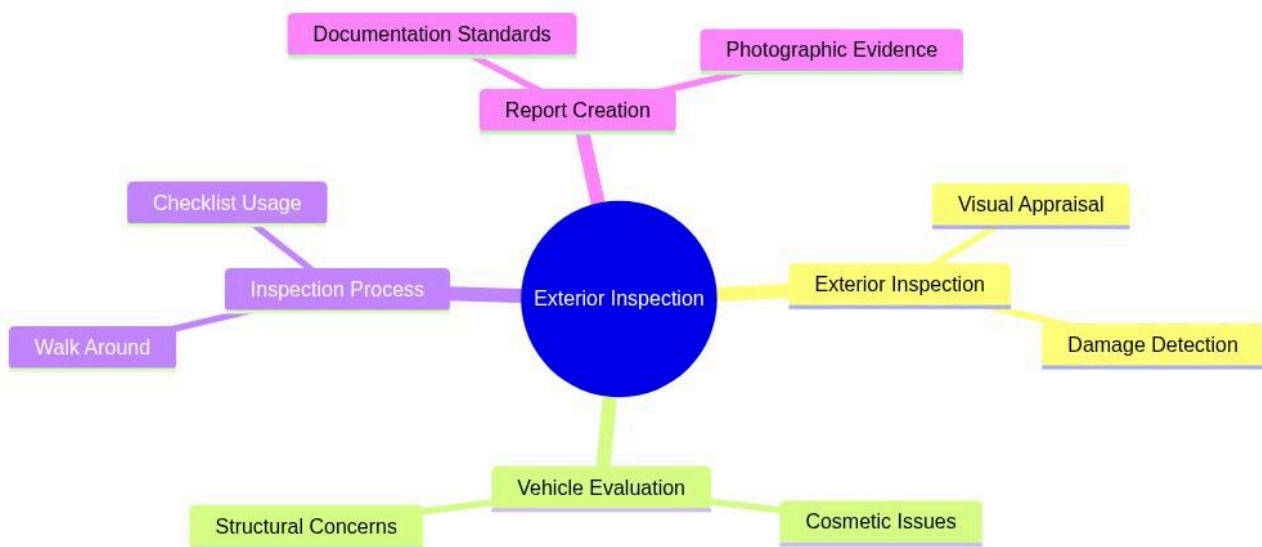 Documentation Standards
Photographic Evidence
Report Creation
Checklist Usage
Visual Appraisal
Inspection Process
Exterior Inspection
Exterior Inspection
Walk Around
Damage Detection
Vehicle Evaluation
Structural Concerns
Cosmetic Issues